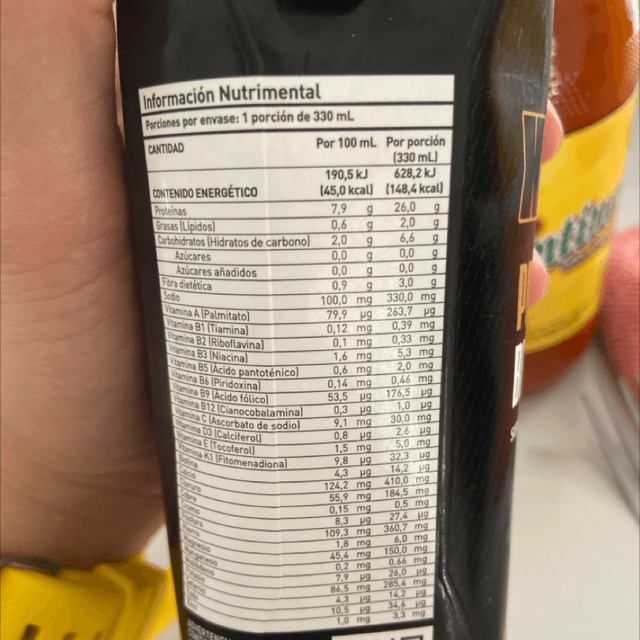 Información Nutrimental
Porciones por envase: 1 porción de 330 mL
CANTIDAD Por 100 mL Por porción (330 mL)
CONTENIDO ENERGÉTICO 190,5 kJ (45,0 kcal) 628,2 kJ (148,4 kcal)
Proteínas 7,9 g 26,0 g
Grasas (Lípidos) 0,6 g 2,0 g
Carbohidratos (Hidratos de carbono) 2,0 g 6,6 g
Azúcares 0,0 g 0,0 g
Azúcares añadidos 0,0 g 0,0 g
Fibra dietética 0,9 g 3,0 g
Sodio 100,0 mg 330,0 mg
Vitamina A (Palmitato) 79,9 µg 263,7 µg
Vitamina B1 (Tiamina) 0,12 mg 0,39 mg
Vitamina B2 (Riboflavina) 0,1 mg 0,33 mg
Vitamina B3 (Niacina) 1,6 mg 5,3 mg
Vitamina B5 (Ácido pantoténico) 0,6 mg 2,0 mg
Vitamina B6 (Piridoxina) 0,14 mg 0,46 mg
Vitamina B9 (Ácido fólico) 53,5 µg 176,5 µg
Vitamina B12 (Cianocobalamina) 0,3 µg 1,0 µg
Vitamina C (Ascorbato de sodio) 9,1 mg 30,0 mg
Vitamina D3 (Calciferol) 0,8 µg 2,6 µg
Vitamina E (Tocoferol) 1,5 mg 5,0 mg
Vitamina K1 (Fitomenadiona) 9,8 µg 32,3 µg
4,3 µg 14,2 µg
124,2 mg 410,0 mg
55,9 mg 184,5 mg
0,15 mg 0,5 mg
8,3 µg 27,4 µg
109,3 mg 360,7 mg
1,8 mg 6,0 mg
45,4 mg 150,0 mg
0,2 mg 0,66 mg
7,9 µg 26,0 µg
86,5 mg 285,4 mg
4,3 µg 14,2 µg
10,5 µg 34,6 µg
1,0 mg 3,3 mg